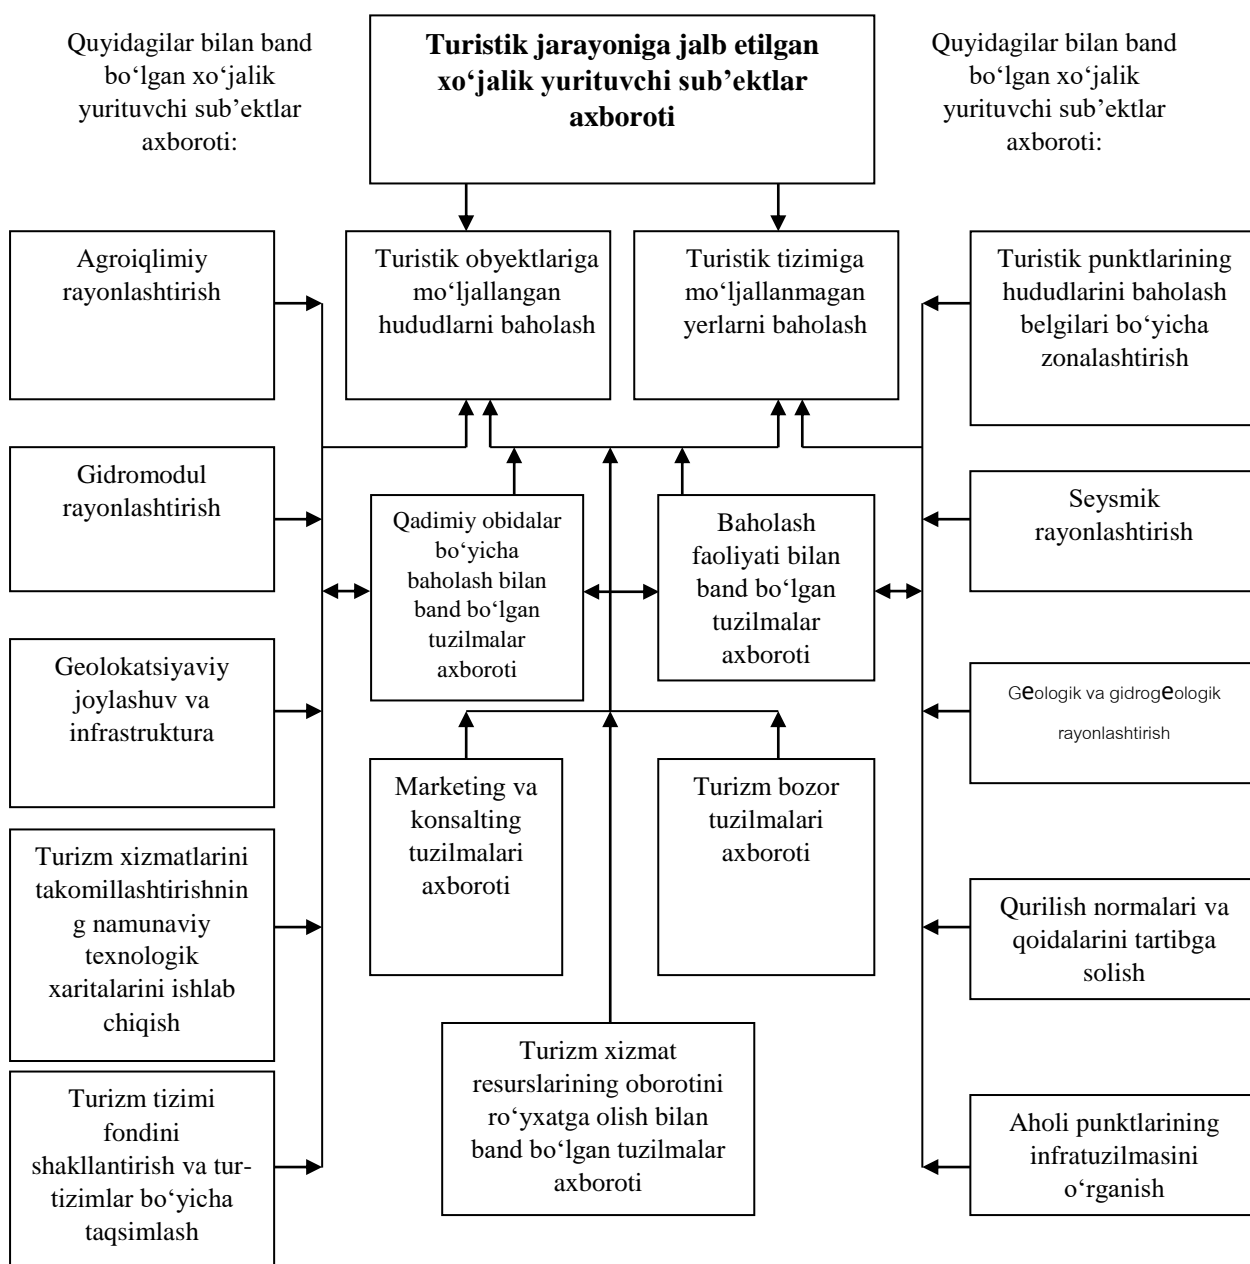 Quyidagilar bilan band
bo‘lgan xo‘jalik
yurituvchi sub’ektlar
axboroti:
Turistik jarayoniga jalb etilgan
xo‘jalik yurituvchi sub’ektlar
axboroti
Quyidagilar bilan band
bo‘lgan xo‘jalik
yurituvchi sub’ektlar
axboroti:
Agroiqlimiy
rayonlashtirish
Turistik obyektlariga
mo‘ljallangan
hududlarni baholash
Turistik tizimiga
mo‘ljallanmagan
yerlarni baholash
Turistik punktlarining
hududlarini baholash
belgilari bo‘yicha
zonalashtirish
Gidromodul
rayonlashtirish
Qadimiy obidalar
bo‘yicha
baholash bilan
band bo‘lgan
tuzilmalar
axboroti
Baholash
faoliyati bilan
band bo‘lgan
tuzilmalar
axboroti
Seysmik
rayonlashtirish
Geolokatsiyaviy
joylashuv va
infrastruktura
Geologik va gidrogeologik
rayonlashtirish
Marketing va
konsalting
tuzilmalari
axboroti
Turizm bozor
tuzilmalari
axboroti
Turizm xizmatlarini
takomillashtirishnin
g namunaviy
texnologik
xaritalarini ishlab
chiqish
Qurilish normalari va
qoidalarini tartibga
solish
Turizm xizmat
resurslarining oborotini
ro‘yxatga olish bilan
band bo‘lgan tuzilmalar
axboroti
Turizm tizimi
fondini
shakllantirish va tur-
tizimlar bo‘yicha
taqsimlash
Aholi punktlarining
infratuzilmasini
o‘rganish